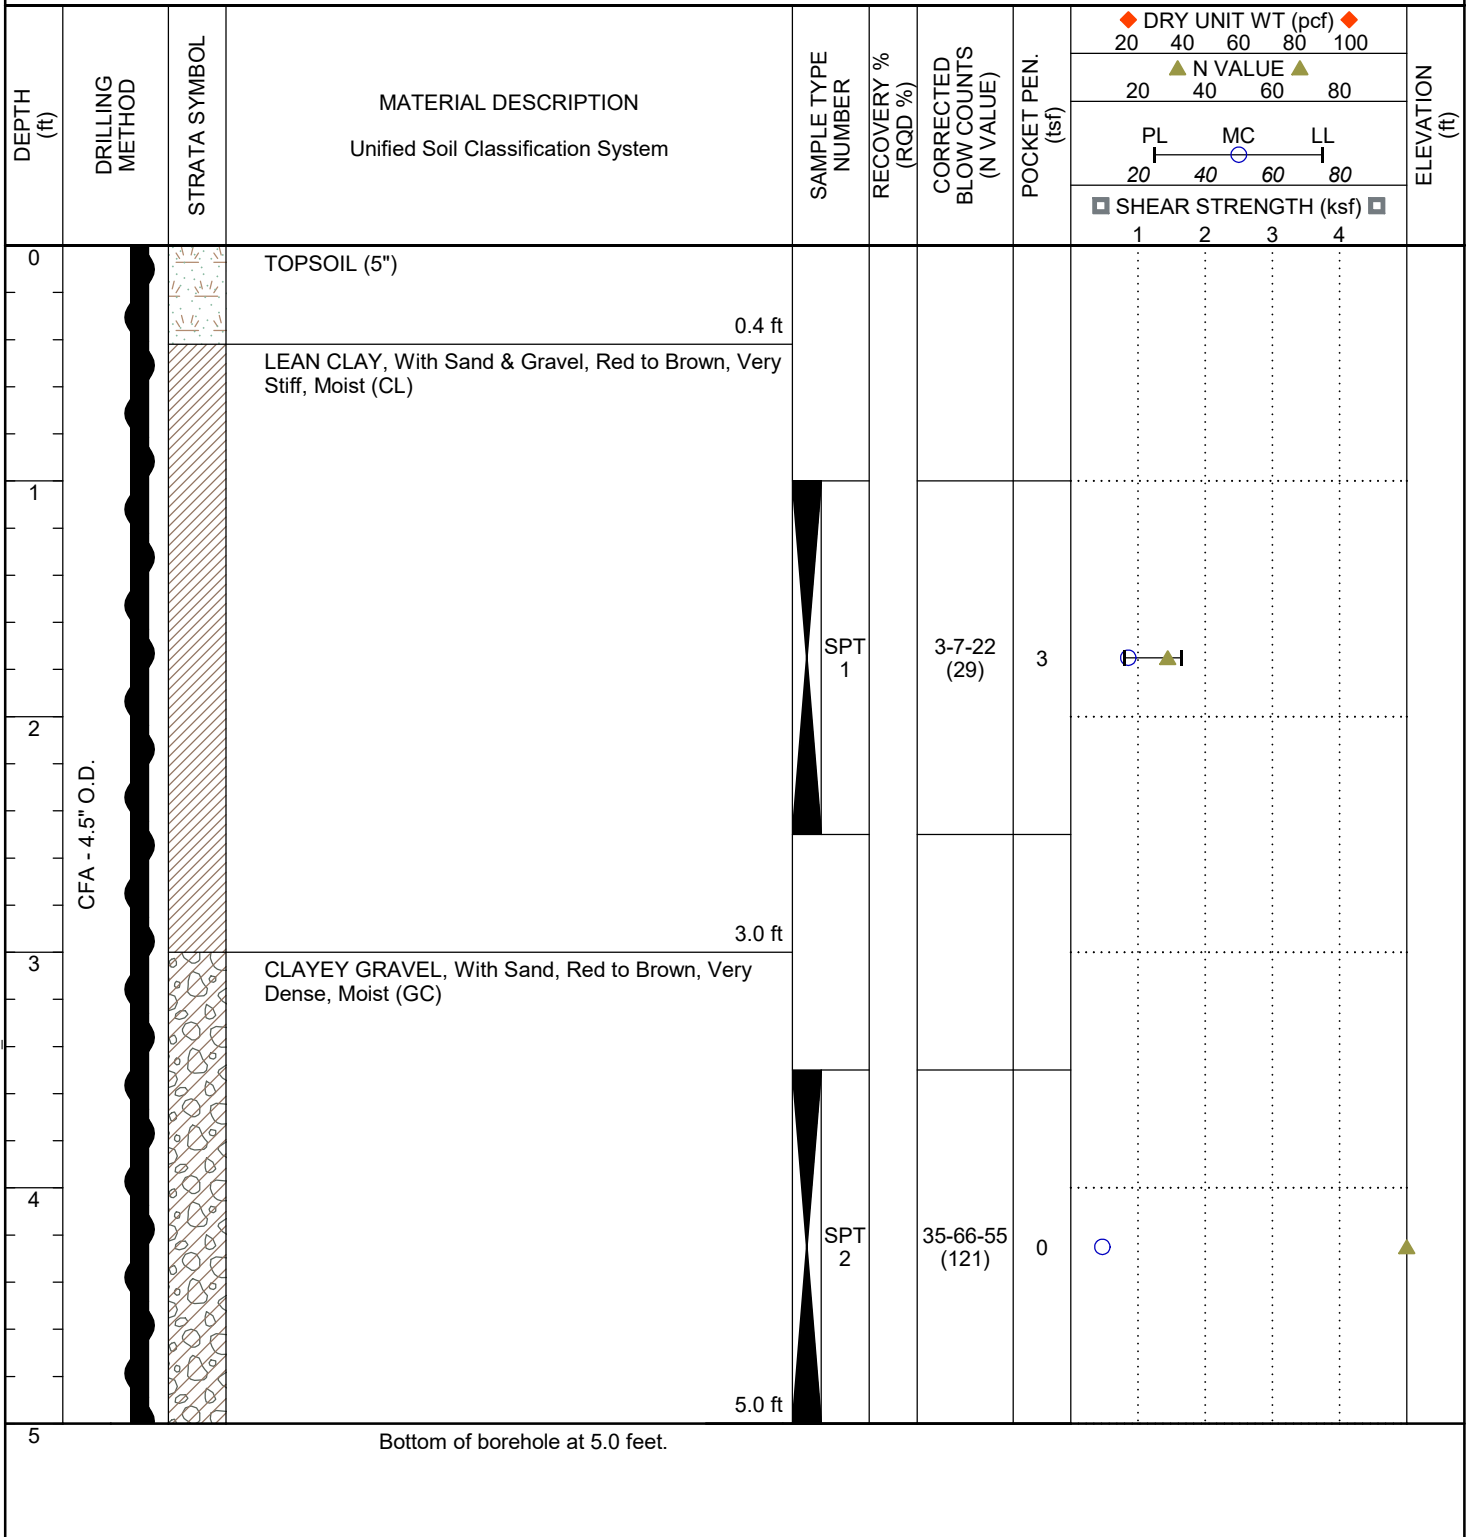 DEPTH
(ft)
DRILLING
METHOD
STRATA SYMBOL
MATERIAL DESCRIPTION
Unified Soil Classification System
SAMPLE TYPE
NUMBER
RECOVERY %
(RQD %)
CORRECTED
BLOW COUNTS
(N VALUE)
POCKET PEN.
(tsf)
DRY UNIT WT (pcf)
20 40 60 80 100
N VALUE
20 40 60 80
PL MC LL
20 40 60 80
SHEAR STRENGTH (ksf)
1 2 3 4
ELEVATION
(ft)
0
TOPSOIL (5")
0.4 ft
LEAN CLAY, With Sand & Gravel, Red to Brown, Very
Stiff, Moist (CL)
1
SPT
1
3-7-22
(29)
3
2
CFA - 4.5" O.D.
3.0 ft
3
CLAYEY GRAVEL, With Sand, Red to Brown, Very
Dense, Moist (GC)
4
SPT
2
35-66-55
(121)
0
5.0 ft
5
Bottom of borehole at 5.0 feet.